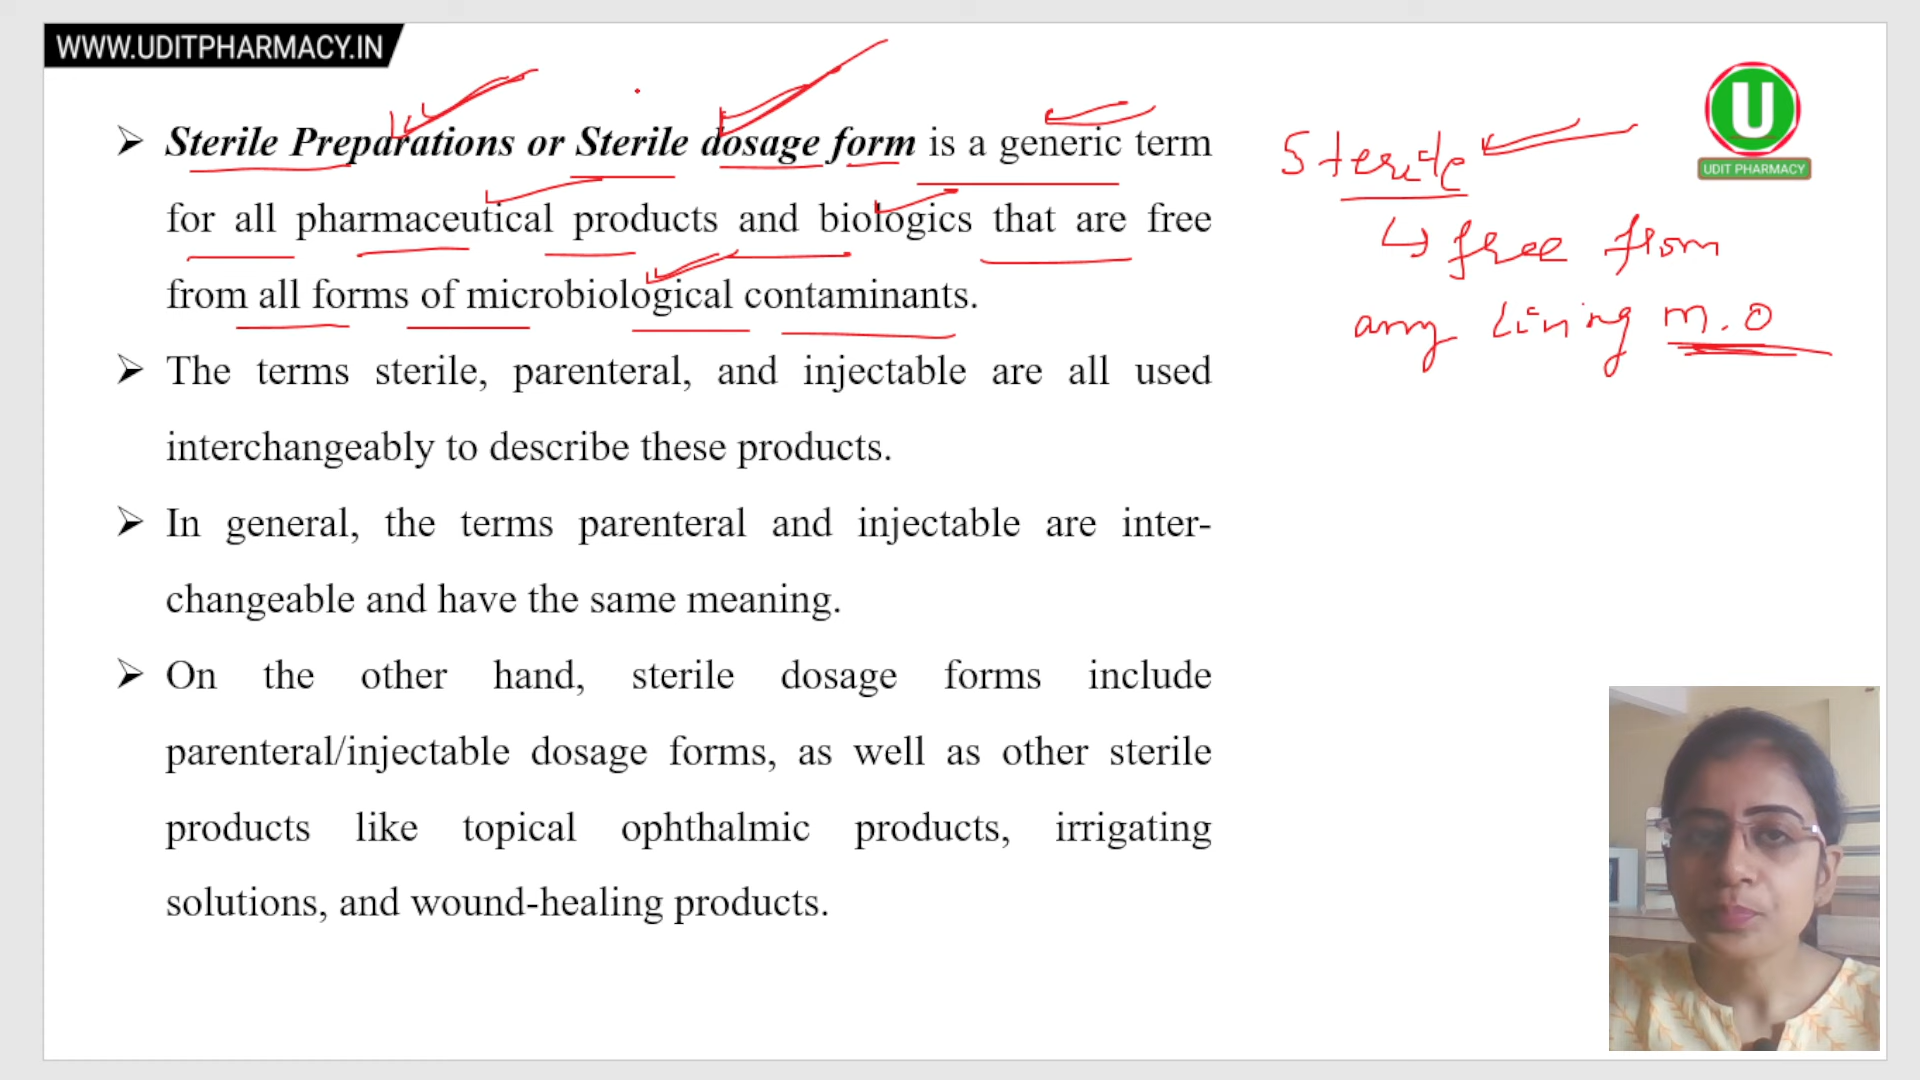 WWW.UDITPHARMACY.IN
➢ Sterile Preparations or Sterile dosage form is a generic term
for all pharmaceutical products and biologics that are free
from all forms of microbiological contaminants.
➢ The terms sterile, parenteral, and injectable are all used
interchangeably to describe these products.
➢ In general, the terms parenteral and injectable are inter-
changeable and have the same meaning.
➢ On the other hand, sterile dosage forms include
parenteral/injectable dosage forms, as well as other sterile
products like topical ophthalmic products, irrigating
solutions, and wound-healing products.
Sterile
↳ free from
any living m.o
U
UDIT PHARMACY